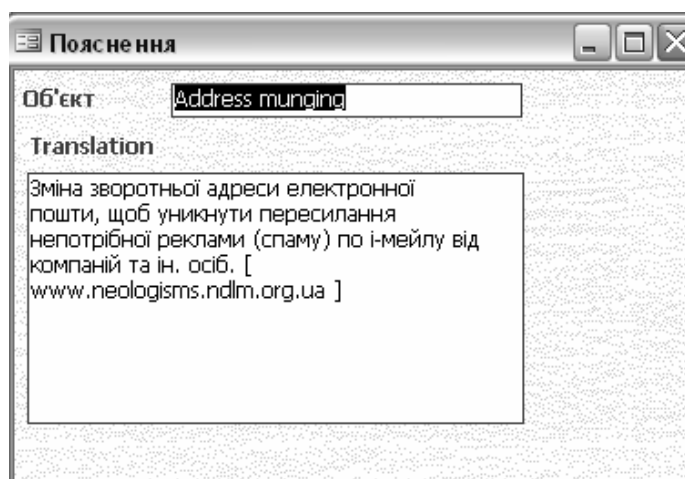 Пояснення
Об'єкт Address munging
Translation
Зміна зворотньої адреси електронної
пошти, щоб уникнути пересилання
непотрібної реклами (спаму) по і-мейлу від
компаній та ін. осіб. [
www.neologisms.ndlm.org.ua ]